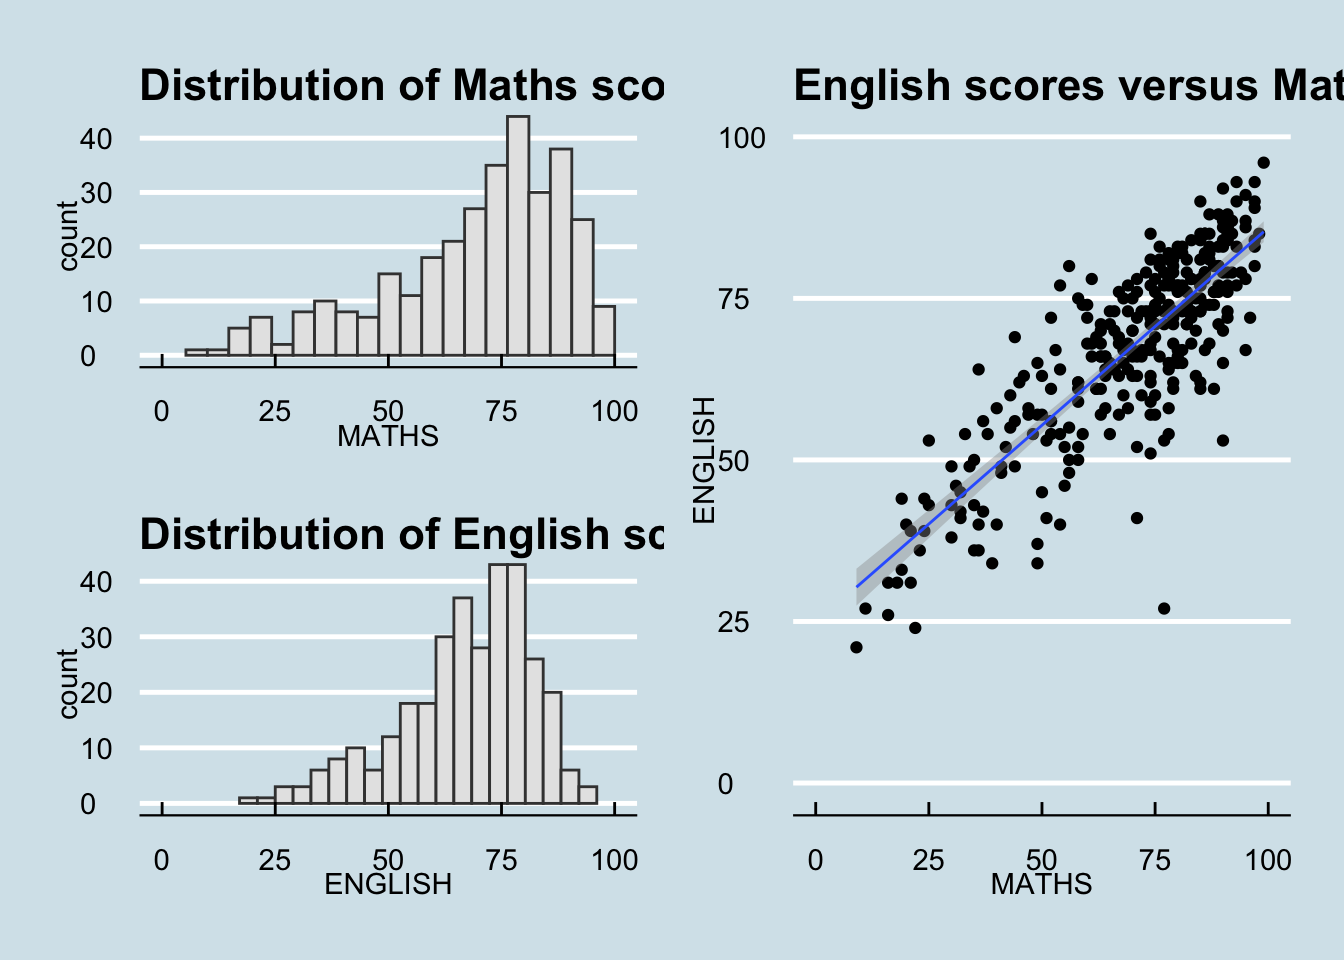 Distribution of Maths sco
40
30
20
10
0
count
0 25 50 75 100
MATHS
Distribution of English sc
40
30
20
10
0
count
0 25 50 75 100
ENGLISH
English scores versus Mat
100
75
50
25
0
ENGLISH
0 25 50 75 100
MATHS